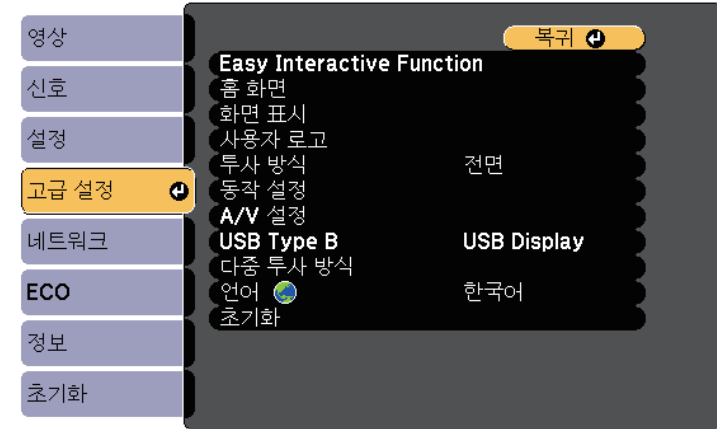 영상
신호
설정
고급 설정
네트워크
ECO
정보
초기화
복귀
Easy Interactive Function
홈 화면
화면 표시
사용자 로고
투사 방식 전면
동작 설정
A/V 설정
USB Type B USB Display
다중 투사 방식
언어 한국어
초기화